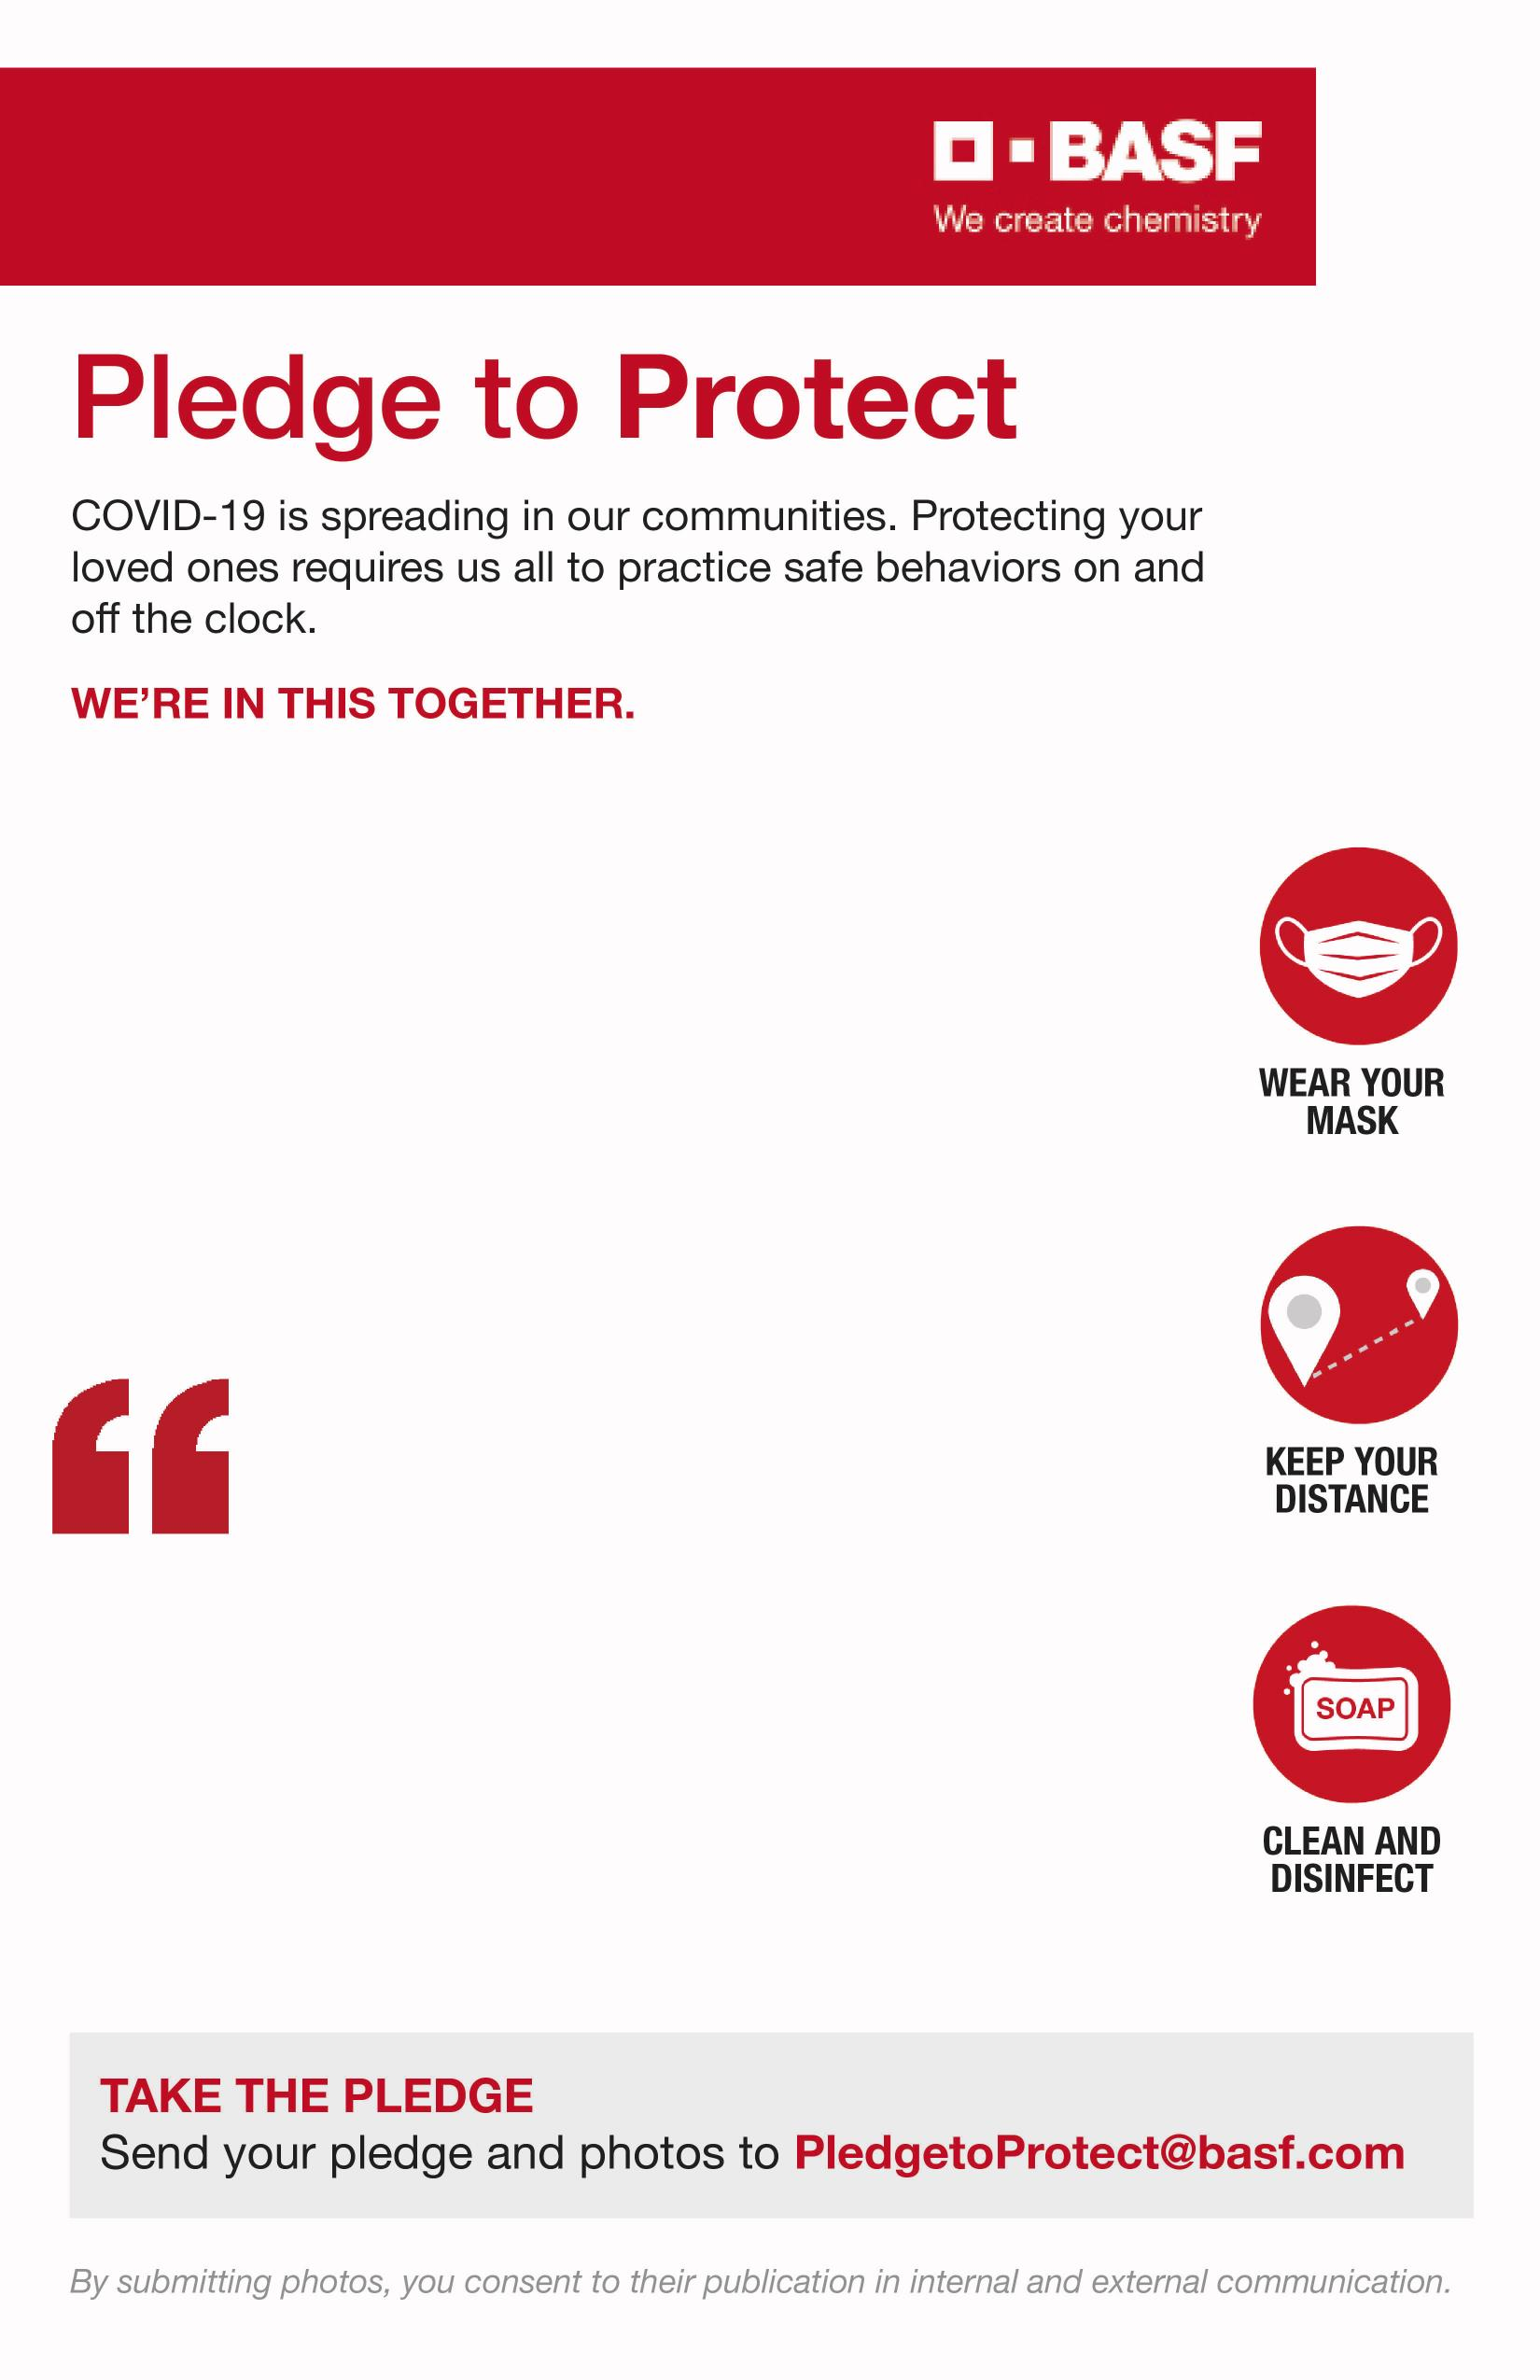 BASF
We create chemistry
Pledge to Protect
COVID-19 is spreading in our communities. Protecting your
loved ones requires us all to practice safe behaviors on and
off the clock.
WE’RE IN THIS TOGETHER.
WEAR YOUR
MASK
KEEP YOUR
DISTANCE
SOAP
CLEAN AND
DISINFECT
“
TAKE THE PLEDGE
Send your pledge and photos to PledgetoProtect@basf.com
By submitting photos, you consent to their publication in internal and external communication.